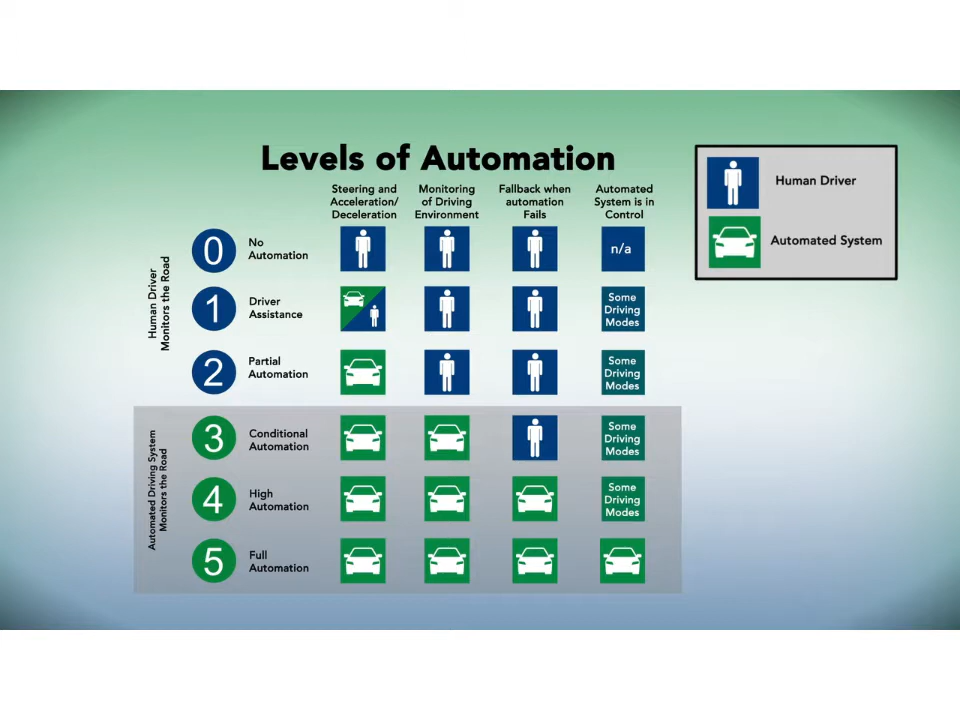 Levels of Automation
Steering and
Acceleration/
Deceleration
Monitoring
of Driving
Environment
Fallback when
automation
Fails
Automated
System is in
Control
Human Driver
Automated System
Human Driver
Monitors the Road
0
No
Automation
n/a
1
Driver
Assistance
Some
Driving
Modes
2
Partial
Automation
Some
Driving
Modes
Automated Driving System
Monitors the Road
3
Conditional
Automation
Some
Driving
Modes
4
High
Automation
Some
Driving
Modes
5
Full
Automation